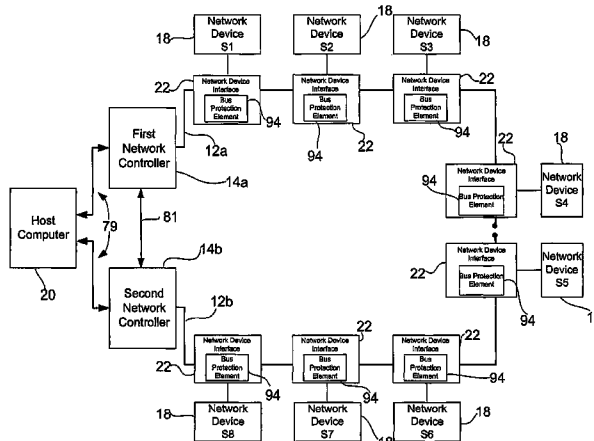 18
Network
Device
S1
Network
Device
S2
18
Network
Device
S3
18
22
Network Device
Interface
Bus
Protection
Element
94
Network Device
Interface
Bus
Protection
Element
94
22
Network Device
Interface
Bus
Protection
Element
94
22
First
Network
Controller
12a
14a
Host
Computer
20
79
81
14b
Second
Network
Controller
12b
22
18
Network Device
Interface
94
Bus Protection
Element
Network
Device
S4
Network Device
Interface
22
Bus Protection
Element
94
Network
Device
S5
1
22
Network Device
Interface
Bus
Protection
Element
94
22
Network Device
Interface
Bus
Protection
Element
94
22
Network Device
Interface
Bus
Protection
Element
94
18
Network
Device
S8
18
Network
Device
S7
18
Network
Device
S6
18